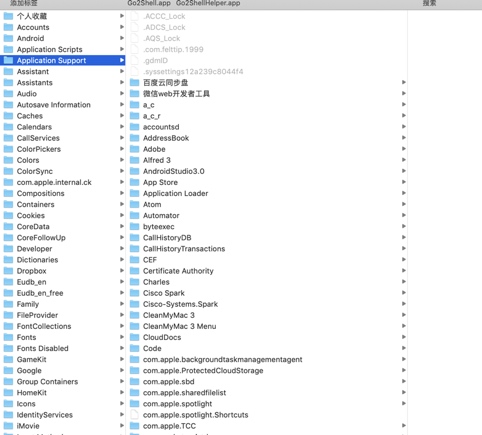 添加标签
Go2Shell.app Go2ShellHelper.app
搜索
个人收藏
Accounts
Android
Application Scripts
Application Support
Assistant
Assistants
Audio
Autosave Information
Caches
Calendars
CallServices
ColorPickers
Colors
ColorSync
com.apple.internal.ck
Compositions
Containers
Cookies
CoreData
CoreFollowUp
Developer
Dictionaries
Dropbox
Eudb_en
Eudb_en_free
Family
FileProvider
FontCollections
Fonts
Fonts Disabled
GameKit
Google
Group Containers
HomeKit
Icons
IdentityServices
iMovie
.ACCC_Lock
.ADCS_Lock
.AQS_Lock
.com.felttip.1999
.gdmiD
.syssettings12a239c8044f4
百度云同步盘
微信web开发者工具
a_c
a_c_r
accountsd
AddressBook
Adobe
Alfred 3
AndroidStudio3.0
App Store
Application Loader
Atom
Automator
byteexec
CallHistoryDB
CallHistoryTransactions
CEF
Certificate Authority
Charles
Cisco Spark
Cisco-Systems.Spark
CleanMyMac 3
CleanMyMac 3 Menu
CloudDocs
Code
com.apple.backgroundtaskmanagementagent
com.apple.ProtectedCloudStorage
com.apple.sbd
com.apple.sharedfilelist
com.apple.spotlight
com.apple.spotlight.Shortcuts
com.apple.TCC